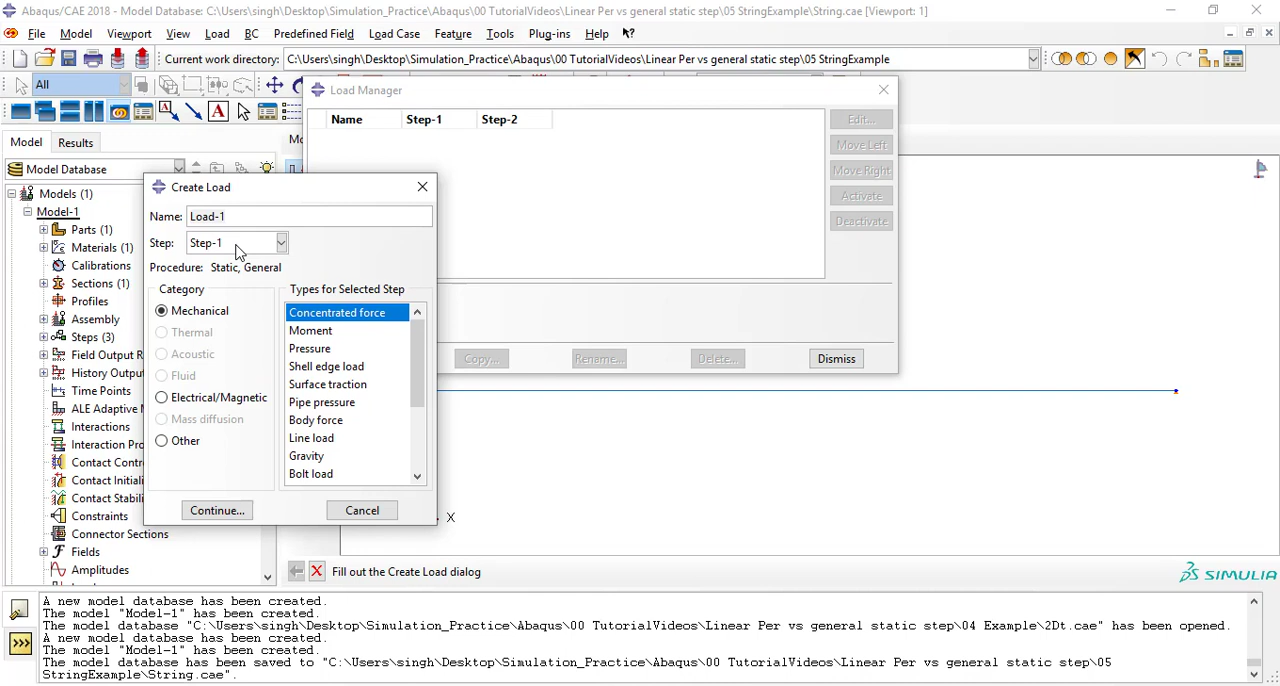 Abaqus/CAE 2018 - Model Database: C:\Users\singh\Desktop\Simulation_Practice\Abaqus\00 TutorialVideos\Linear Per vs general static step\05 StringExample\String.cae [Viewport: 1]
File Model Viewport View Load BC Predefined Field Load Case Feature Tools Plug-ins Help
Current work directory: C:\Users\singh\Desktop\Simulation_Practice\Abaqus\00 TutorialVideos\Linear Per vs general static step\05 StringExample
All
Load Manager
Name Step-1 Step-2
Edit...
Move Left
Move Right
Activate
Deactivate
Copy... Rename... Delete... Dismiss
Model Results
Model Database
Models (1)
Model-1
Parts (1)
Materials (1)
Calibrations
Sections (1)
Profiles
Assembly
Steps (3)
Field Output R
History Outpu
Time Points
ALE Adaptive
Interactions
Interaction Pro
Contact Contr
Contact Initiali
Contact Stabili
Constraints
Connector Sections
Fields
Amplitudes
Create Load
Name: Load-1
Step: Step-1
Procedure: Static, General
Category
Mechanical
Thermal
Acoustic
Fluid
Electrical/Magnetic
Mass diffusion
Other
Types for Selected Step
Concentrated force
Moment
Pressure
Shell edge load
Surface traction
Pipe pressure
Body force
Line load
Gravity
Bolt load
Continue... Cancel
X
Fill out the Create Load dialog
SIMULIA
A new model database has been created.
The model "Model-1" has been created.
The model database "C:\Users\singh\Desktop\Simulation_Practice\Abaqus\00 TutorialVideos\Linear Per vs general static step\04 Example\2Dt.cae" has been opened.
A new model database has been created.
The model "Model-1" has been created.
The model database has been saved to "C:\Users\singh\Desktop\Simulation_Practice\Abaqus\00 TutorialVideos\Linear Per vs general static step\05
StringExample\String.cae".